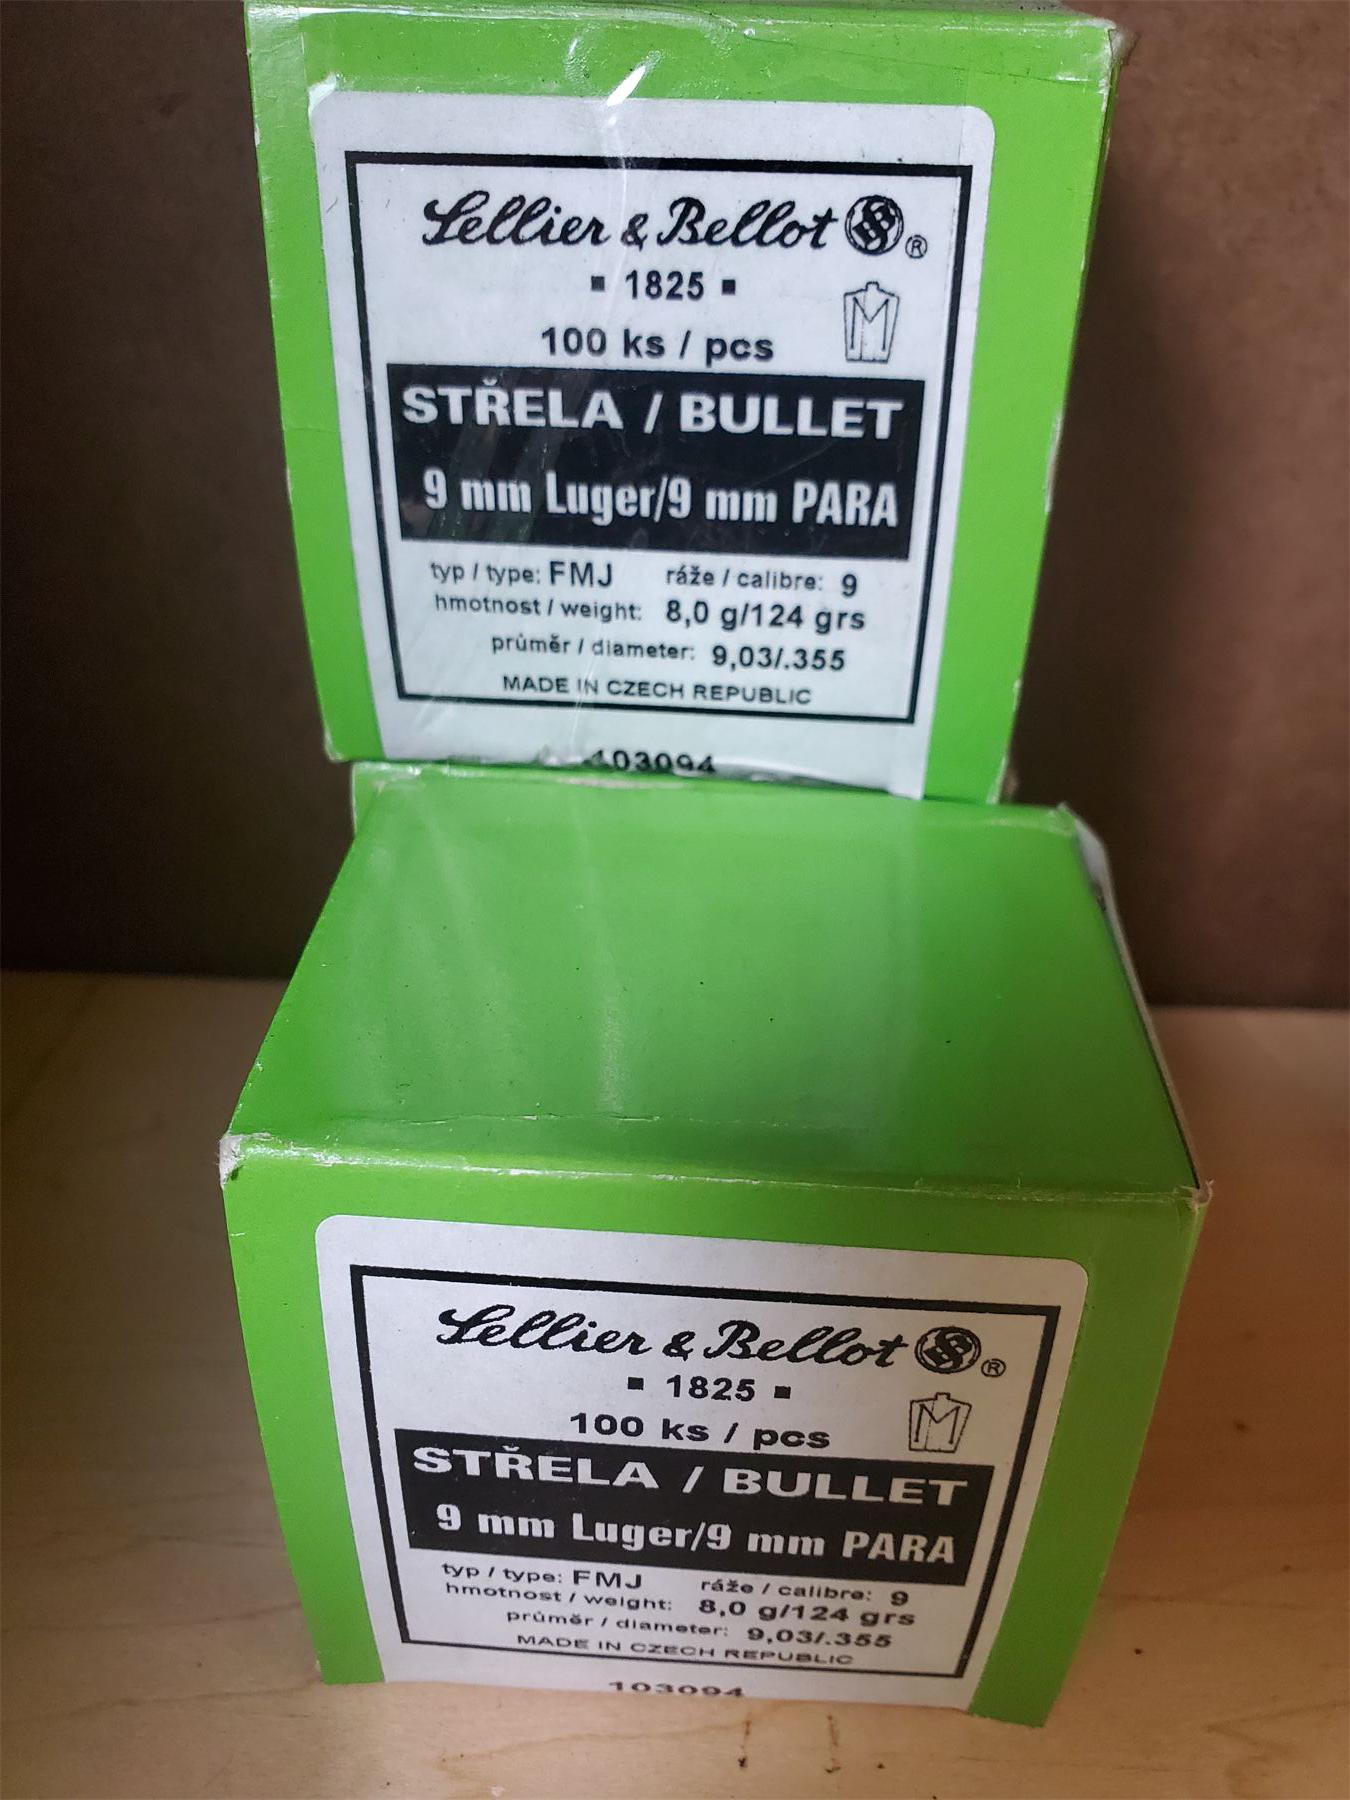 Sellier & Bellot SB ®
▪ 1825 ▪
100 ks / pcs
STŘELA / BULLET
9 mm Luger/9 mm PARA
typ / type: FMJ ráže / calibre: 9
hmotnost / weight: 8,0 g/124 grs
průměr / diameter: 9,03/.355
MADE IN CZECH REPUBLIC
103094
Sellier & Bellot SB ®
▪ 1825 ▪
100 ks / pcs
STŘELA / BULLET
9 mm Luger/9 mm PARA
typ / type: FMJ ráže / calibre: 9
hmotnost / weight: 8,0 g/124 grs
průměr / diameter: 9,03/.355
MADE IN CZECH REPUBLIC
103094